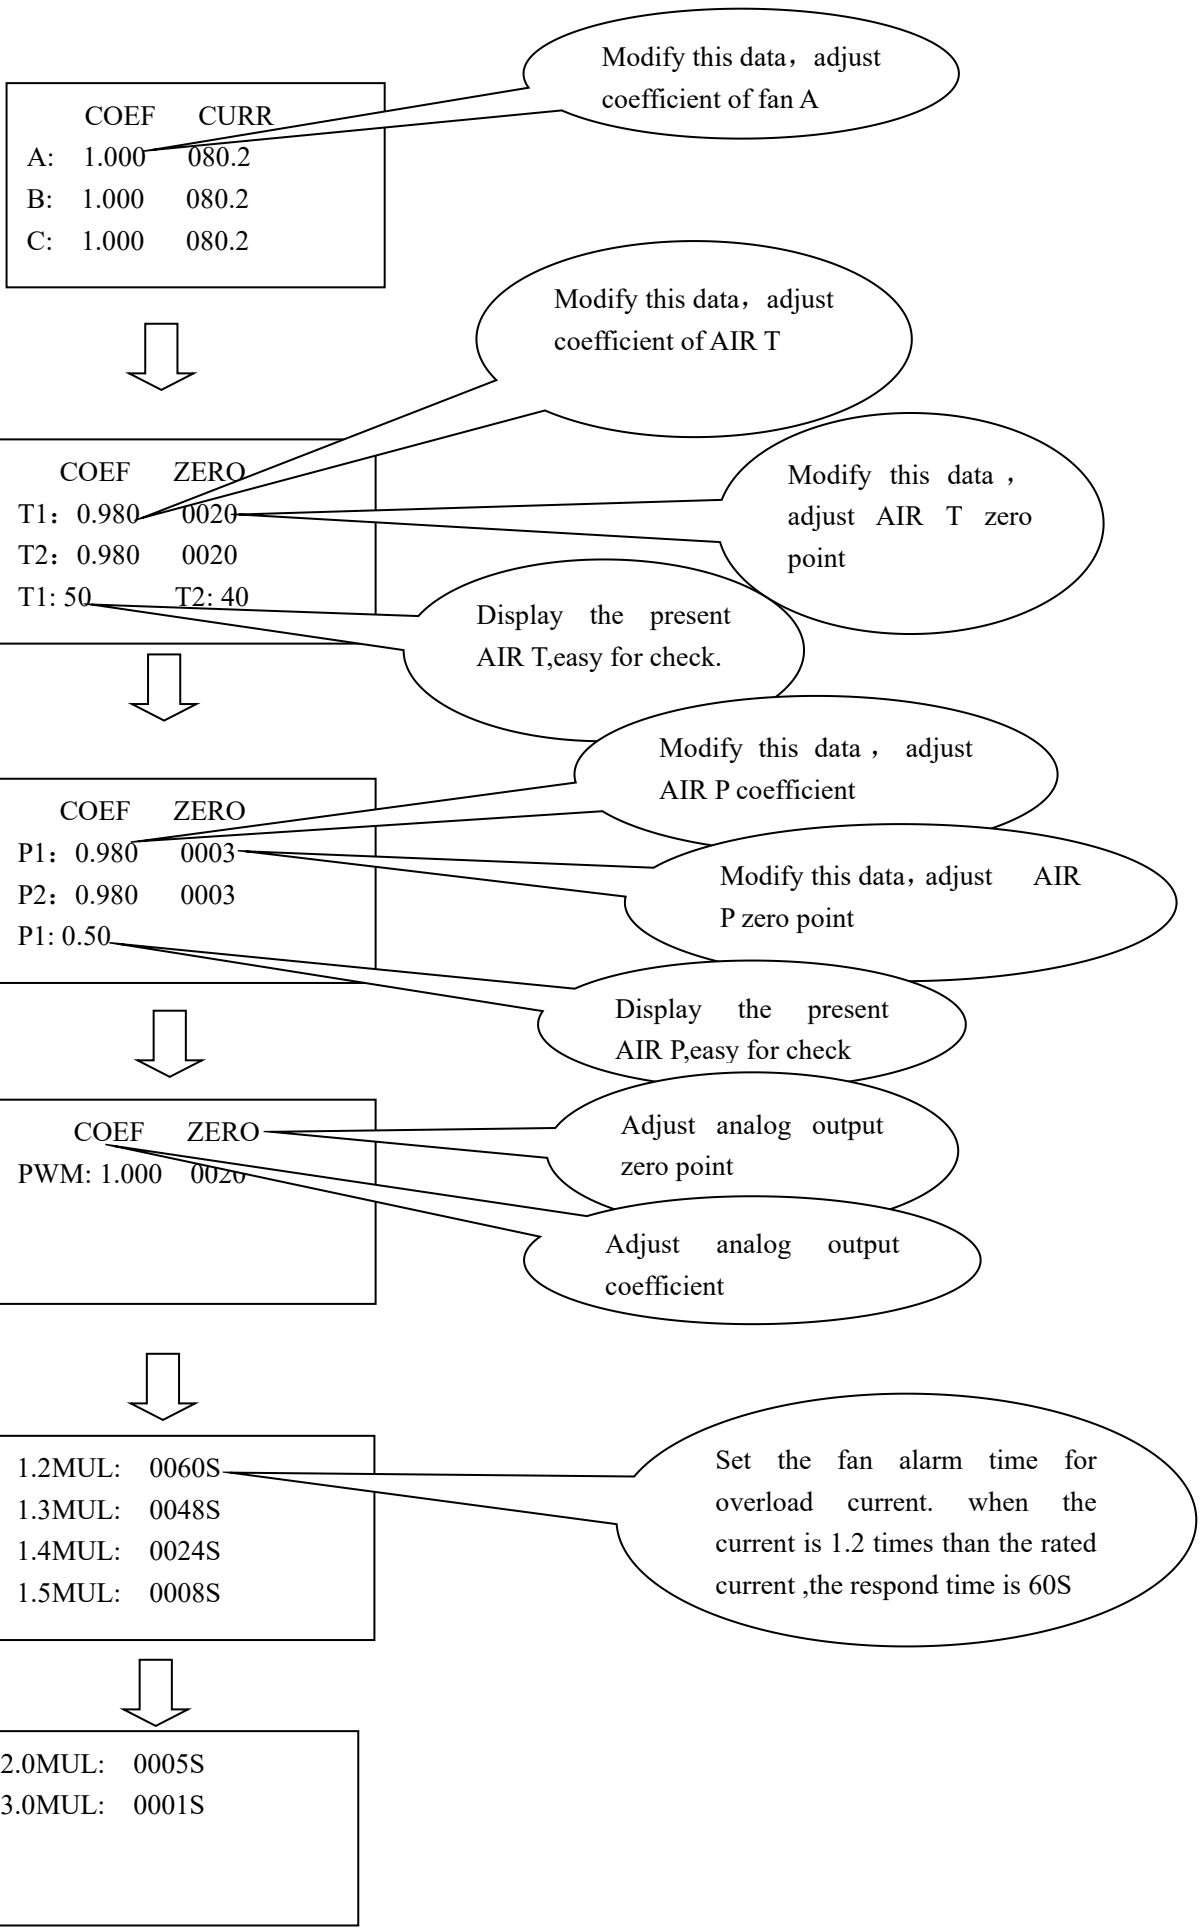 Modify this data，adjust
coefficient of fan A
COEF CURR
A: 1.000 080.2
B: 1.000 080.2
C: 1.000 080.2
Modify this data，adjust
coefficient of AIR T
COEF ZERO
T1：0.980 0020
T2：0.980 0020
T1: 50 T2: 40
Modify this data，
adjust AIR T zero
point
Display the present
AIR T,easy for check.
COEF ZERO
P1：0.980 0003
P2：0.980 0003
P1: 0.50
Modify this data， adjust
AIR P coefficient
Modify this data，adjust AIR
P zero point
Display the present
AIR P,easy for check
COEF ZERO
PWM: 1.000 0020
Adjust analog output
zero point
Adjust analog output
coefficient
1.2MUL: 0060S
1.3MUL: 0048S
1.4MUL: 0024S
1.5MUL: 0008S
Set the fan alarm time for
overload current. when the
current is 1.2 times than the rated
current ,the respond time is 60S
2.0MUL: 0005S
3.0MUL: 0001S